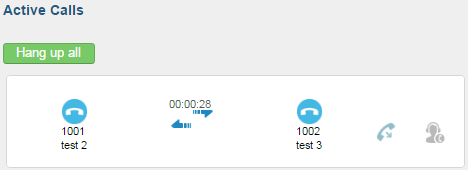 Active Calls
Hang up all
00:00:28
1001
1002
test 2
test 3